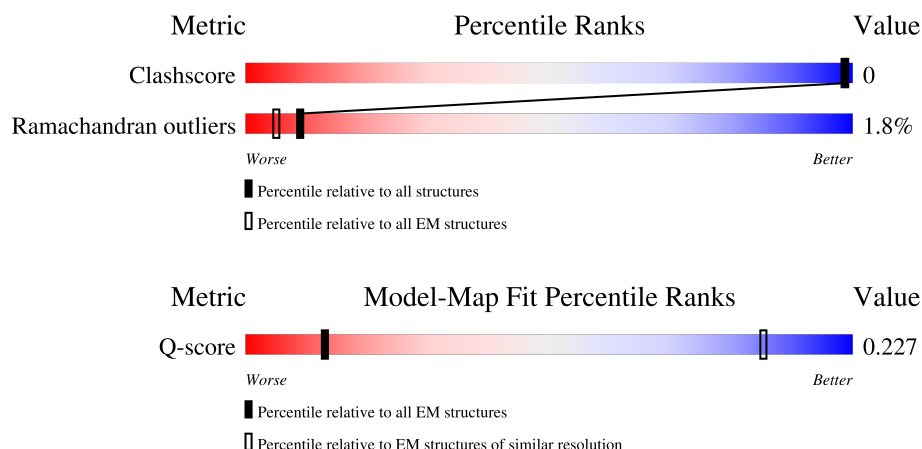 Metric Percentile Ranks Value
Clashscore 0
Ramachandran outliers 1.8%
Worse Better
Percentile relative to all structures
Percentile relative to all EM structures
Metric Model-Map Fit Percentile Ranks Value
Q-score 0.227
Worse Better
Percentile relative to all EM structures
Percentile relative to EM structures of similar resolution